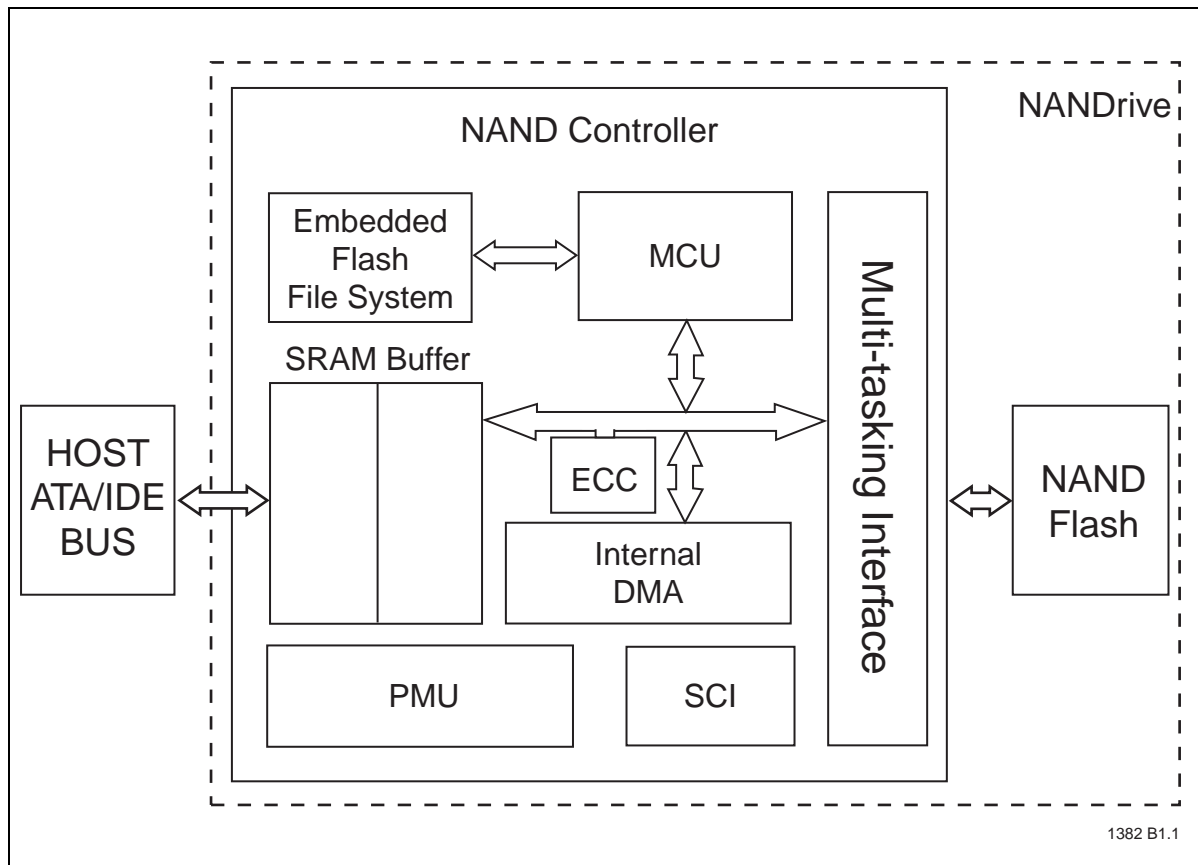 NANDrive
NAND Controller
Embedded
Flash
File System
MCU
Multi-tasking Interface
SRAM Buffer
HOST
ATA/IDE
BUS
ECC
NAND
Flash
Internal
DMA
PMU
SCI
1382 B1.1